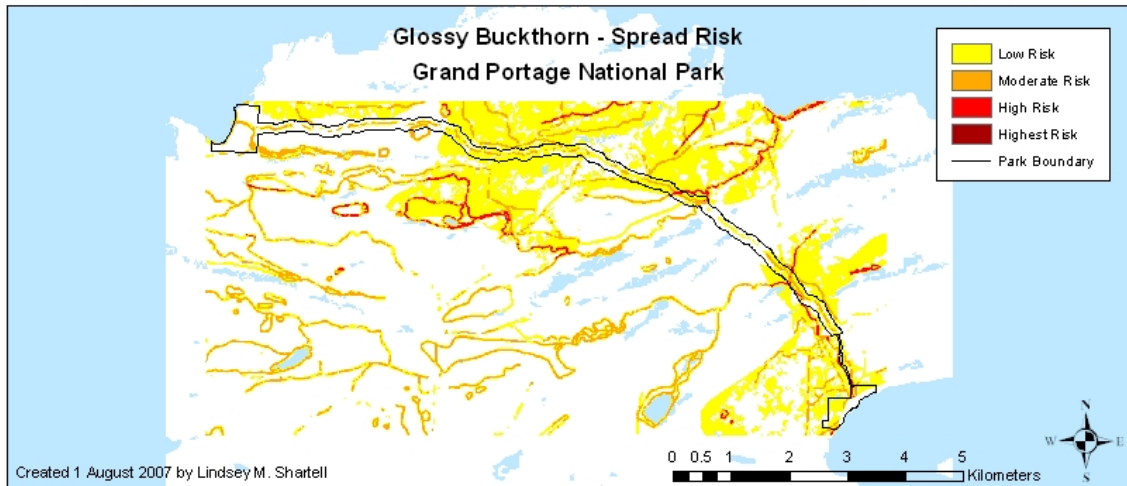 Glossy Buckthorn - Spread Risk
Grand Portage National Park
Low Risk
Moderate Risk
High Risk
Highest Risk
Park Boundary
N
W E
S
0 0.5 1 2 3 4 5
Kilometers
Created 1 August 2007 by Lindsey M. Shartell